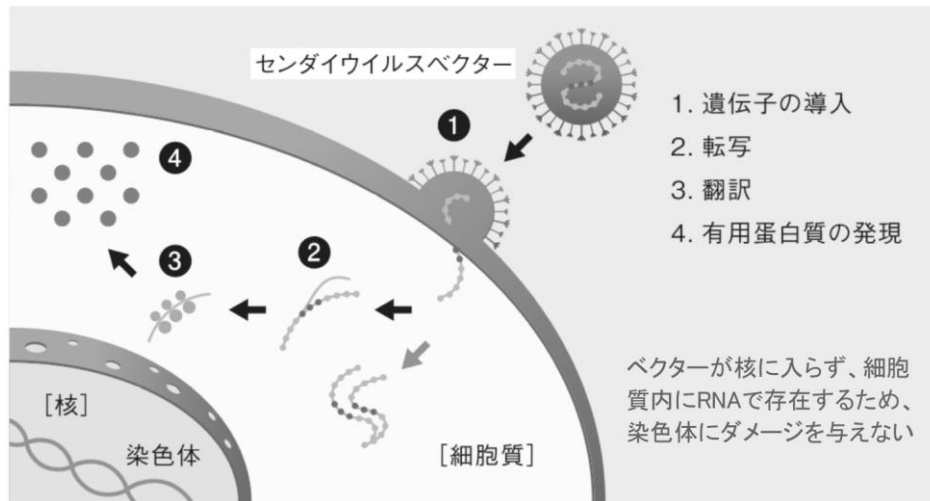 センダイウイルスベクター
1
1. 遺伝子の導入
2. 転写
3. 翻訳
4. 有用蛋白質の発現
4
3
2
ベクターが核に入らず、細胞
質内にRNAで存在するため、
染色体にダメージを与えない
[核]
染色体
[細胞質]